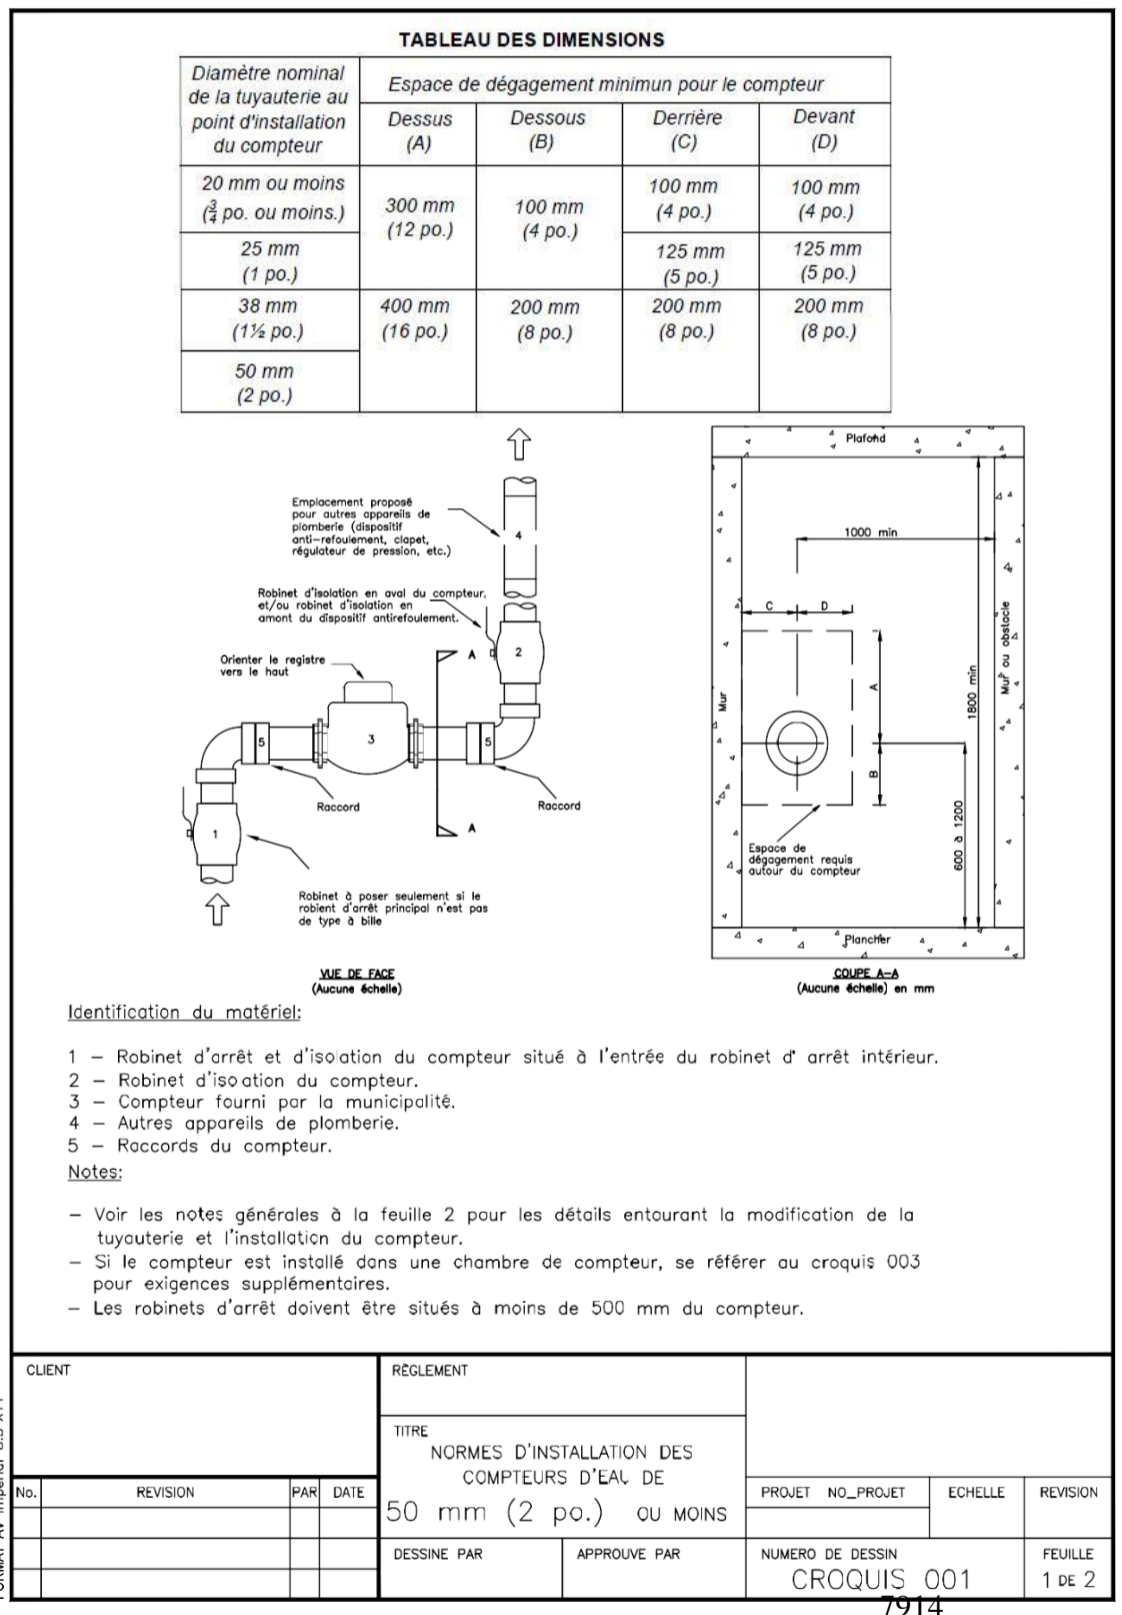 TABLEAU DES DIMENSIONS
Diamètre nominal
de la tuyauterie au
point d'installation
du compteur
Espace de dégagement minimun pour le compteur
Dessus
(A)
Dessous
(B)
Derrière
(C)
Devant
(D)
20 mm ou moins
(¾ po. ou moins.)
300 mm
(12 po.)
100 mm
(4 po.)
100 mm
(4 po.)
100 mm
(4 po.)
25 mm
(1 po.)
125 mm
(5 po.)
125 mm
(5 po.)
38 mm
(1½ po.)
400 mm
(16 po.)
200 mm
(8 po.)
200 mm
(8 po.)
200 mm
(8 po.)
50 mm
(2 po.)
Emplacement proposé
pour autres appareils de
plomberie (dispositif
anti-refoulement, clapet,
régulateur de pression, etc.)
4
Robinet d'isolation en aval du compteur,
et/ou robinet d'isolation en
amont du dispositif antirefoulement.
2
A
Orienter le registre
vers le haut
5
3
5
Raccord
Raccord
A
1
Robinet à poser seulement si le
robient d'arrêt principal n'est pas
de type à bille
VUE DE FACE
(Aucune échelle)
Plafond
1000 min
C
D
Mur
A
B
1800 min
Mur ou obstacle
600 à 1200
Espace de
dégagement requis
autour du compteur
Plancher
COUPE A-A
(Aucune échelle) en mm
Identification du matériel:
1 – Robinet d'arrêt et d'isolation du compteur situé à l'entrée du robinet d' arrêt intérieur.
2 – Robinet d'isolation du compteur.
3 – Compteur fourni par la municipalité.
4 – Autres appareils de plomberie.
5 – Raccords du compteur.
Notes:
– Voir les notes générales à la feuille 2 pour les détails entourant la modification de la
tuyauterie et l'installation du compteur.
– Si le compteur est installé dans une chambre de compteur, se référer au croquis 003
pour exigences supplémentaires.
– Les robinets d'arrêt doivent être situés à moins de 500 mm du compteur.
CLIENT
RÈGLEMENT
TITRE
NORMES D'INSTALLATION DES
COMPTEURS D'EAU DE
50 mm (2 po.) OU MOINS
No.
REVISION
PAR
DATE
PROJET NO_PROJET
ECHELLE
REVISION
DESSINE PAR
APPROUVE PAR
NUMERO DE DESSIN
CROQUIS 001
FEUILLE
1 DE 2
7914